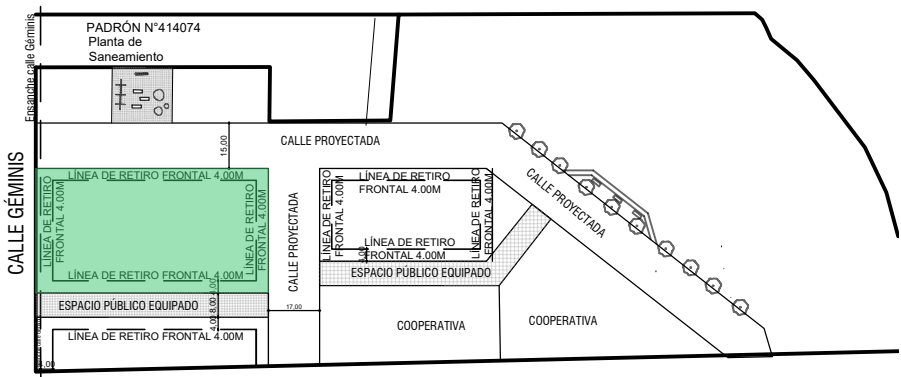 PADRÓN N°414074
Planta de
Saneamiento
Ensanche calle Géminis
CALLE GÉMINIS
15,00
CALLE PROYECTADA
LÍNEA DE RETIRO FRONTAL 4.00M
LÍNEA DE RETIRO
FRONTAL 4.00M
LÍNEA DE RETIRO
FRONTAL 4.00M
LÍNEA DE RETIRO FRONTAL 4.00M
CALLE PROYECTADA
LÍNEA DE RETIRO
FRONTAL 4.00M
LÍNEA DE RETIRO
FRONTAL 4.00M
LÍNEA DE RETIRO
FRONTAL 4.00M
LÍNEA DE RETIRO
FRONTAL 4.00M
CALLE PROYECTADA
4,00
ESPACIO PÚBLICO EQUIPADO
8,00
4,00
17,00
ESPACIO PÚBLICO EQUIPADO
LÍNEA DE RETIRO FRONTAL 4.00M
COOPERATIVA
COOPERATIVA